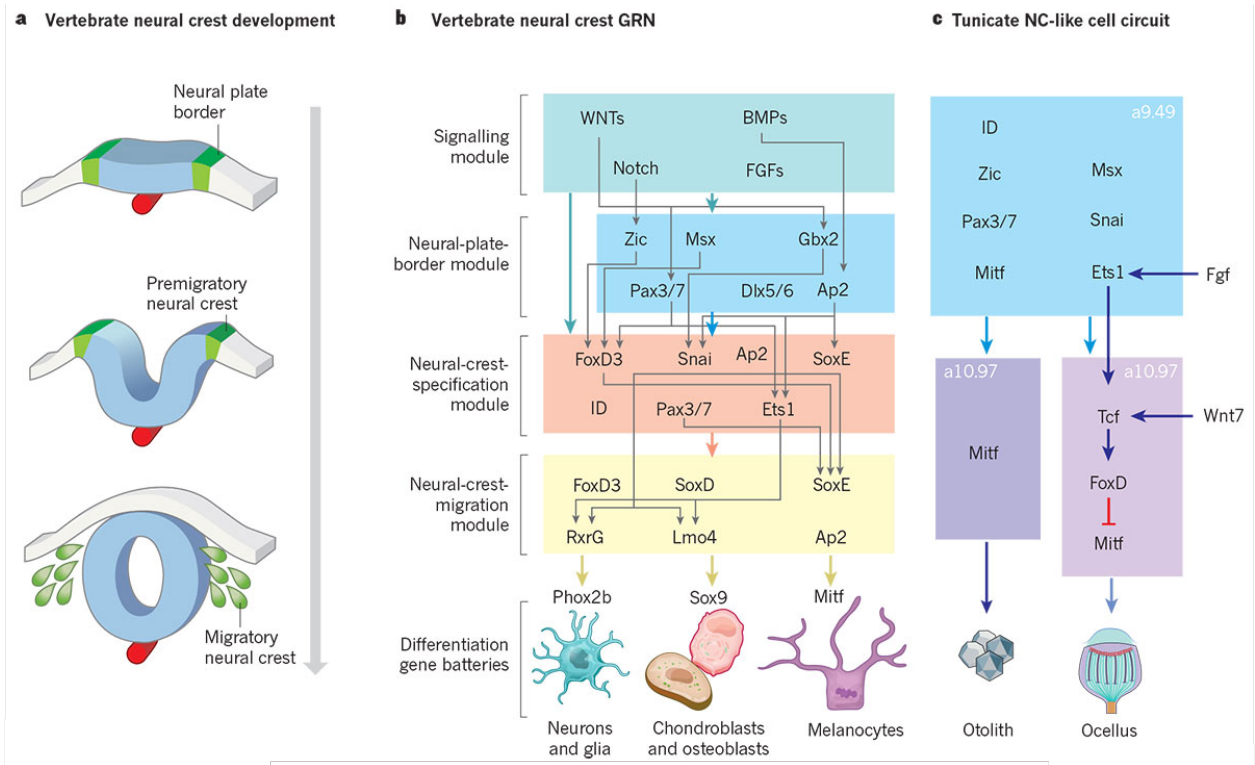 a Vertebrate neural crest development
Neural plate
border
Premigratory
neural crest
Migratory
neural crest
b Vertebrate neural crest GRN
Signalling
module
WNTs
BMPs
Notch
FGFs
Neural-plate-
border module
Zic
Msx
Gbx2
Pax3/7
Dlx5/6
Ap2
Neural-crest-
specification
module
FoxD3
Snai
Ap2
SoxE
ID
Pax3/7
Ets1
Neural-crest-
migration
module
FoxD3
SoxD
SoxE
RxrG
Lmo4
Ap2
Differentiation
gene batteries
Phox2b
Sox9
Mitf
Neurons
and glia
Chondroblasts
and osteoblasts
Melanocytes
c Tunicate NC-like cell circuit
a9.49
ID
Zic
Msx
Pax3/7
Snai
Mitf
Ets1
Fgf
a10.97
Mitf
a10.97
Tcf
Wnt7
FoxD
Mitf
Otolith
Ocellus